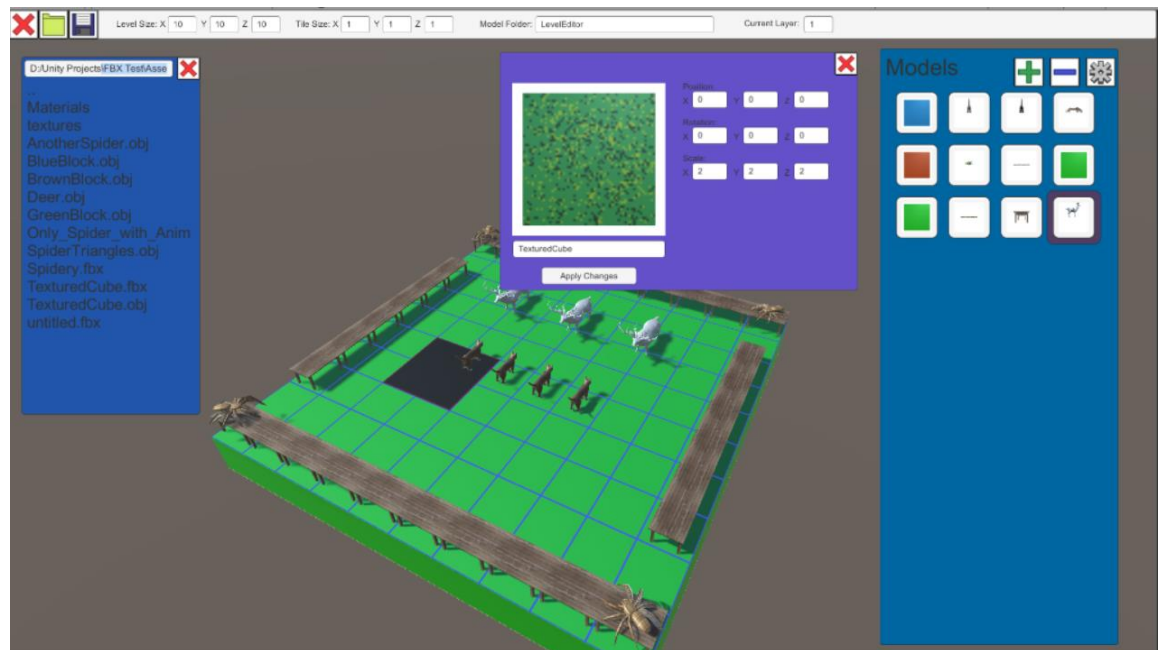 Level Size: X 10 Y 10 Z 10 Tile Size: X 1 Y 1 Z 1 Model Folder: LevelEditor Current Layer: 1
D:/Unity Projects\FBX Test\Asse
..
Materials
textures
AnotherSpider.obj
BlueBlock.obj
BrownBlock.obj
Deer.obj
GreenBlock.obj
Only_Spider_with_Anim
SpiderTriangles.obj
Spidery.fbx
TexturedCube.fbx
TexturedCube.obj
untitled.fbx
Position:
X 0 Y 0 Z 0
Rotation:
X 0 Y 0 Z 0
Scale:
X 2 Y 2 Z 2
TexturedCube
Apply Changes
Models